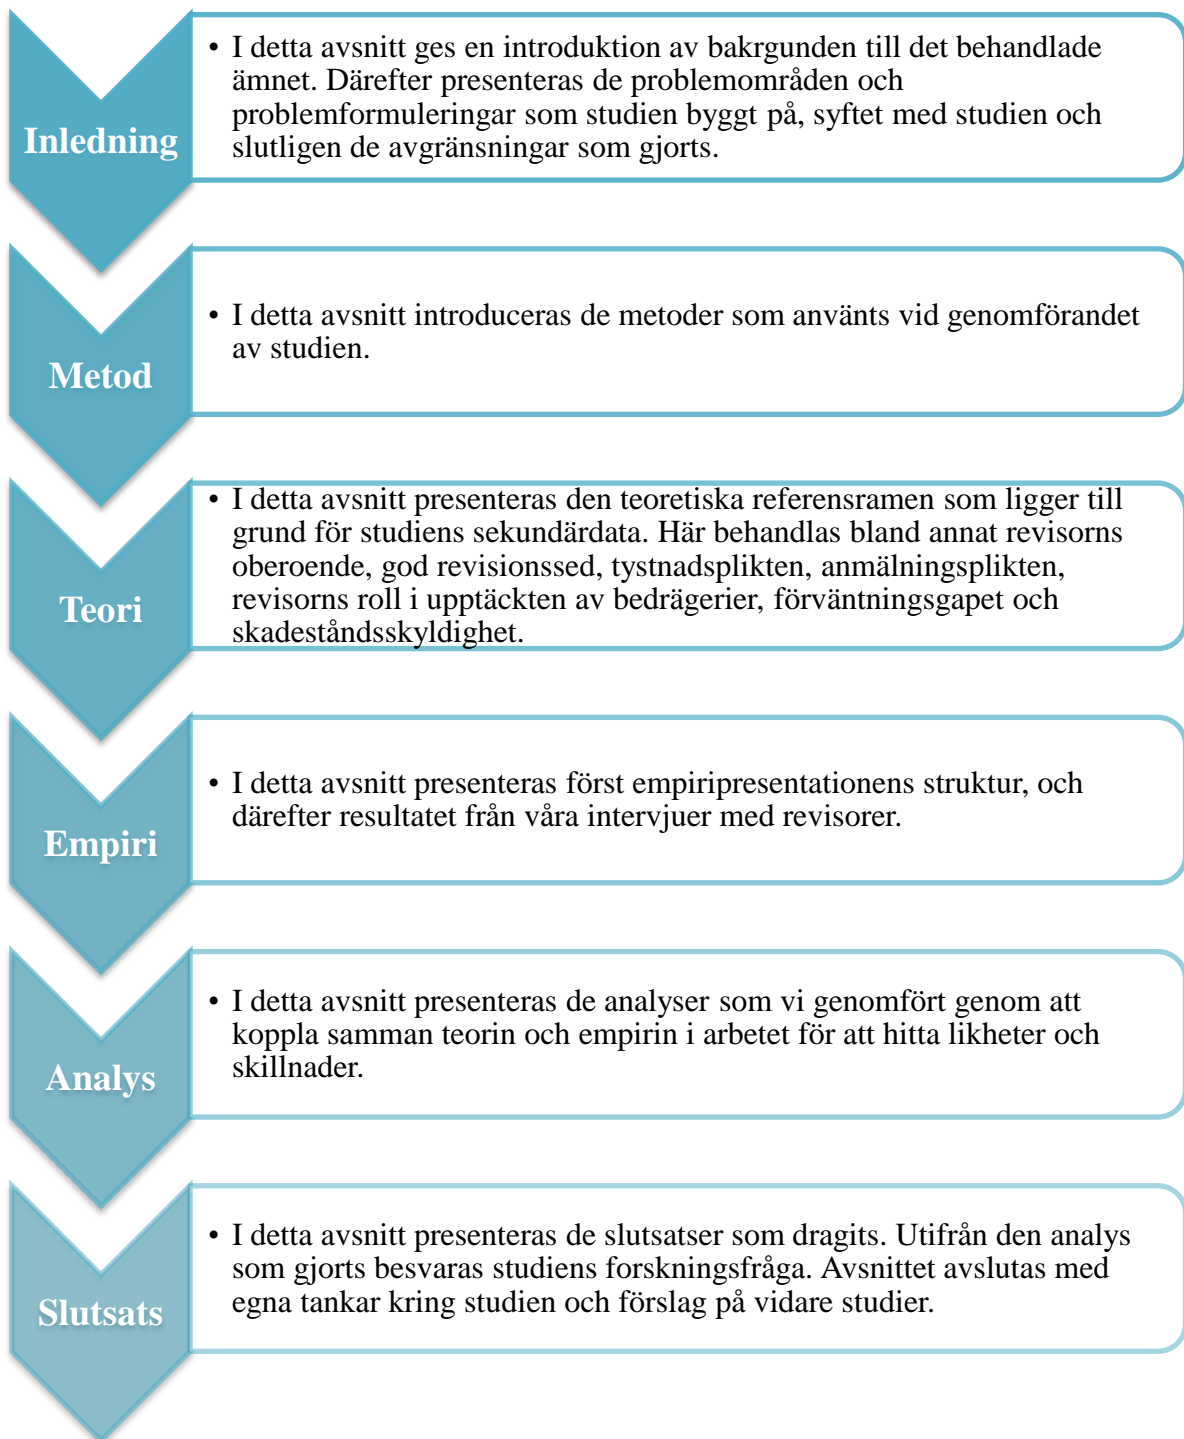 Inledning
• I detta avsnitt ges en introduktion av bakrgunden till det behandlade
ämnet. Därefter presenteras de problemområden och
problemformuleringar som studien byggt på, syftet med studien och
slutligen de avgränsningar som gjorts.
Metod
• I detta avsnitt introduceras de metoder som använts vid genomförandet
av studien.
Teori
• I detta avsnitt presenteras den teoretiska referensramen som ligger till
grund för studiens sekundärdata. Här behandlas bland annat revisorns
oberoende, god revisionssed, tystnadsplikten, anmälningsplikten,
revisorns roll i upptäckten av bedrägerier, förväntningsgapet och
skadeståndsskyldighet.
Empiri
• I detta avsnitt presenteras först empiripresentationens struktur, och
därefter resultatet från våra intervjuer med revisorer.
Analys
• I detta avsnitt presenteras de analyser som vi genomfört genom att
koppla samman teorin och empirin i arbetet för att hitta likheter och
skillnader.
Slutsats
• I detta avsnitt presenteras de slutsatser som dragits. Utifrån den analys
som gjorts besvaras studiens forskningsfråga. Avsnittet avslutas med
egna tankar kring studien och förslag på vidare studier.